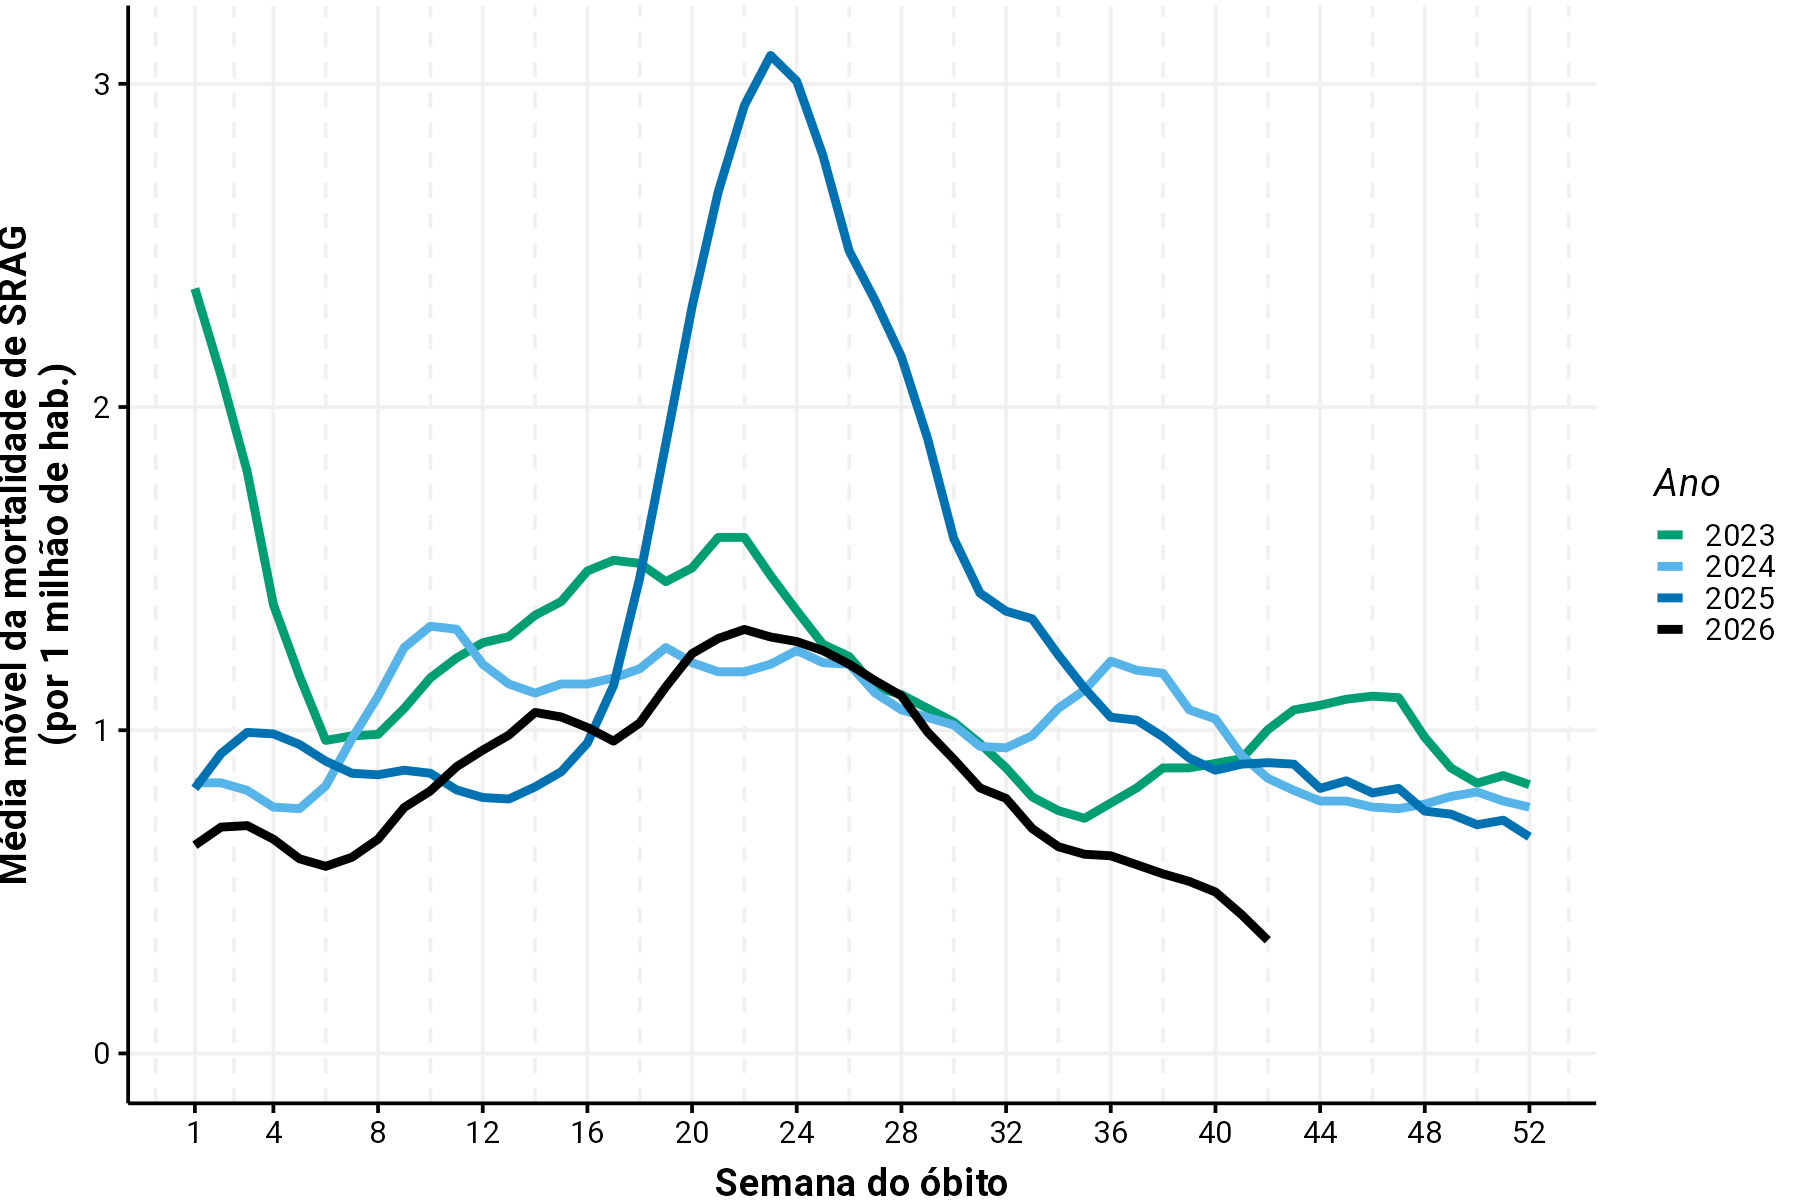 Média móvel da mortalidade de SRAG
(por 1 milhão de hab.)
3
2
1
0
1 4 8 12 16 20 24 28 32 36 40 44 48 52
Semana do óbito
Ano
2023
2024
2025
2026